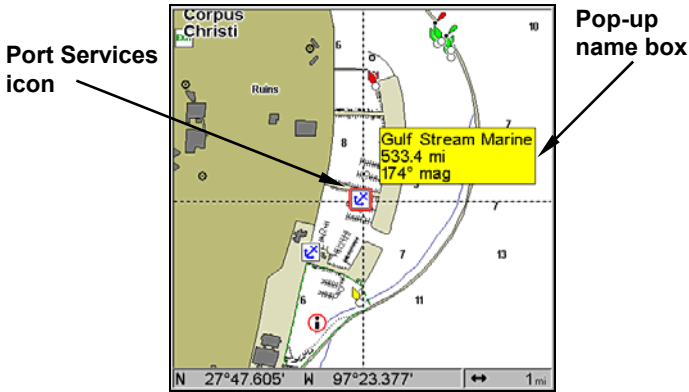 Port Services
icon
Pop-up
name box
Corpus
Christi
Exit
Ruins
10
6
7
8
Gulf Stream Marine
533.4 mi
174° mag
7
7
13
6
11
N 27°47.605' W 97°23.377' ↔ 1mi